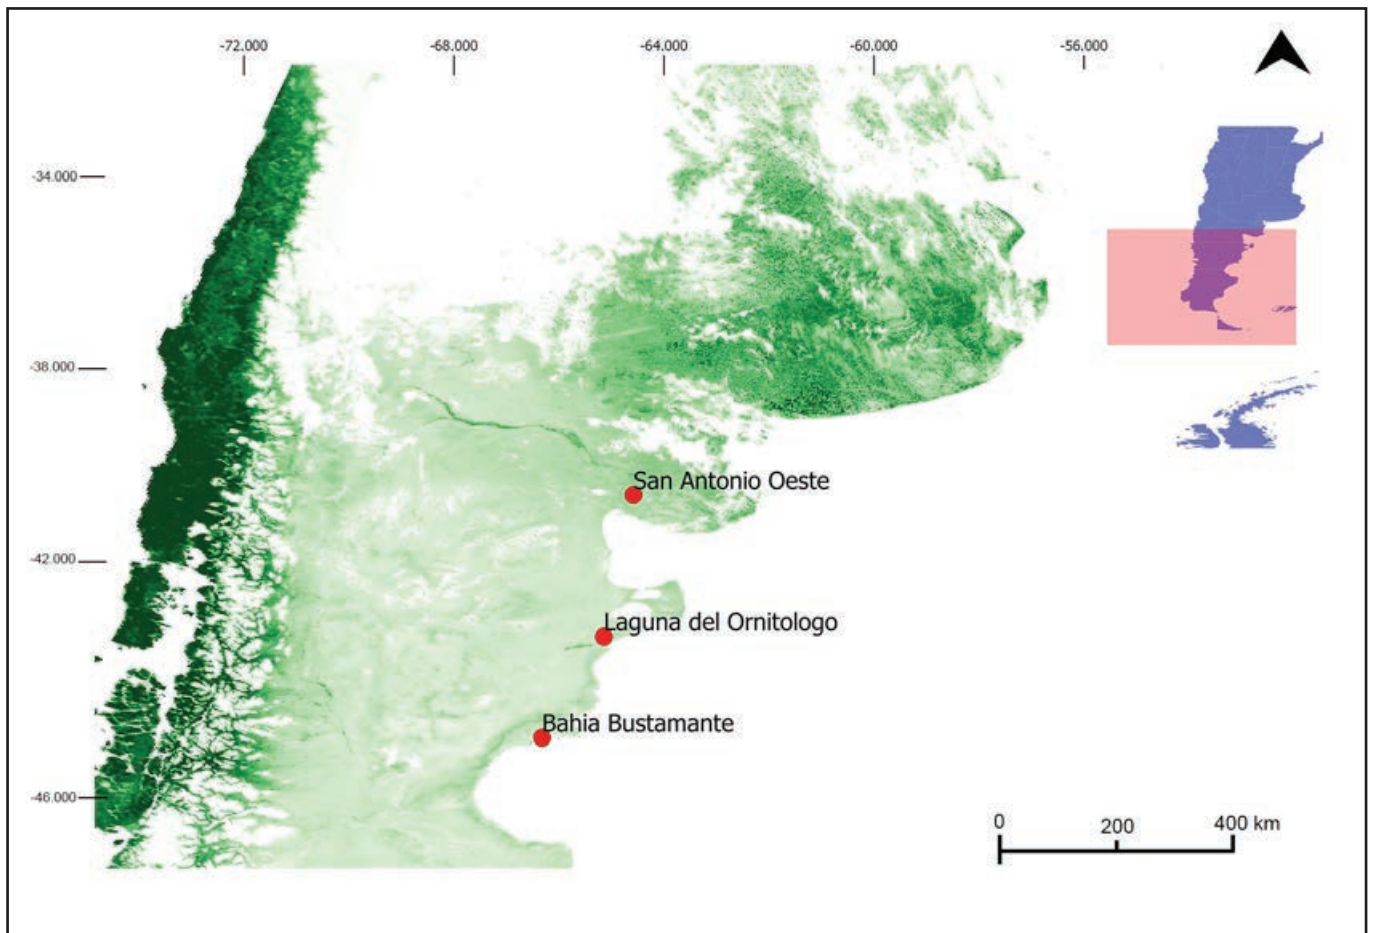 -72.000 -68.000 -64.000 -60.000 -56.000
-34.000
-38.000
San Antonio Oeste
-42.000
Laguna del Ornitologo
Bahia Bustamante
-46.000
0 200 400 km